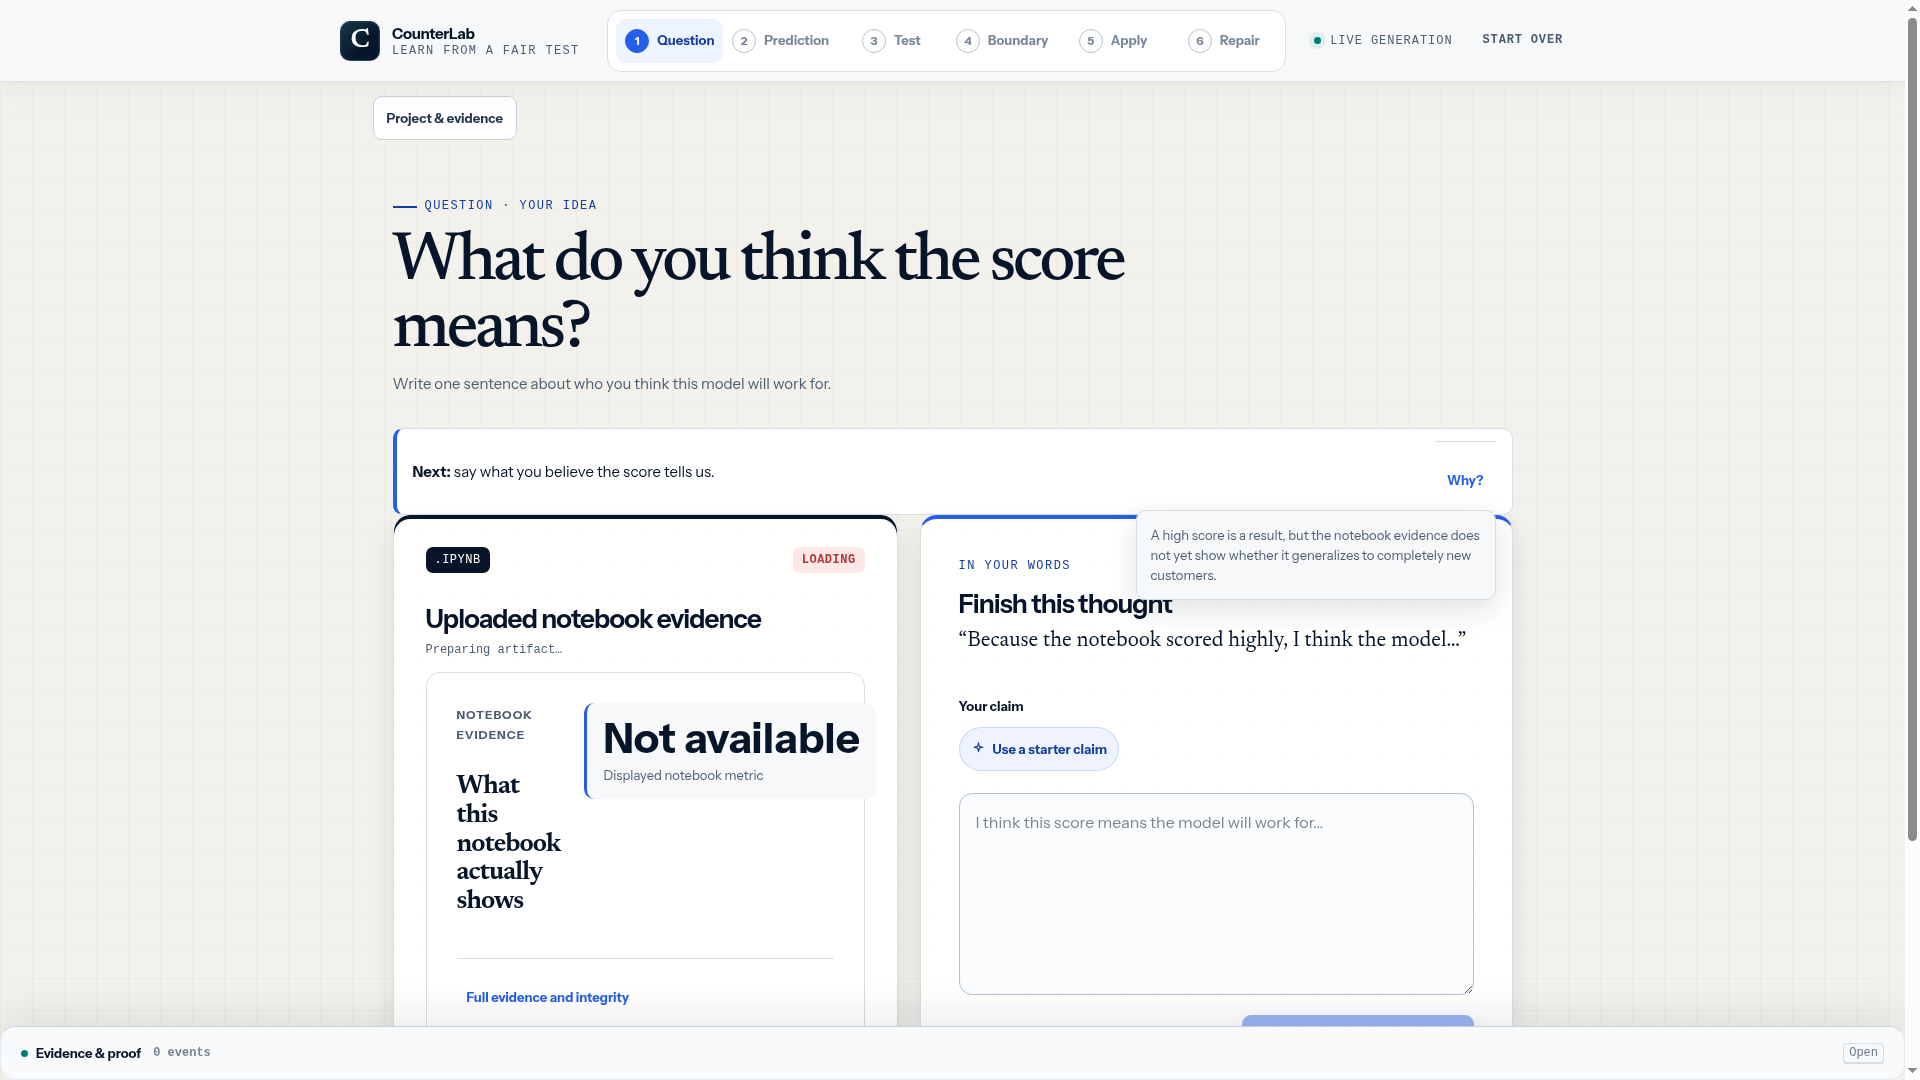 C
CounterLab
LEARN FROM A FAIR TEST
1 Question
2 Prediction
3 Test
4 Boundary
5 Apply
6 Repair
LIVE GENERATION
START OVER
Project & evidence
QUESTION · YOUR IDEA
What do you think the score
means?
Write one sentence about who you think this model will work for.
Next: say what you believe the score tells us.
Why?
A high score is a result, but the notebook evidence does
not yet show whether it generalizes to completely new
customers.
.IPYNB
LOADING
Uploaded notebook evidence
Preparing artifact…
NOTEBOOK
EVIDENCE
What
this
notebook
actually
shows
Not available
Displayed notebook metric
Full evidence and integrity
IN YOUR WORDS
Finish this thought
“Because the notebook scored highly, I think the model…”
Your claim
Use a starter claim
I think this score means the model will work for…
Evidence & proof
0 events
Open